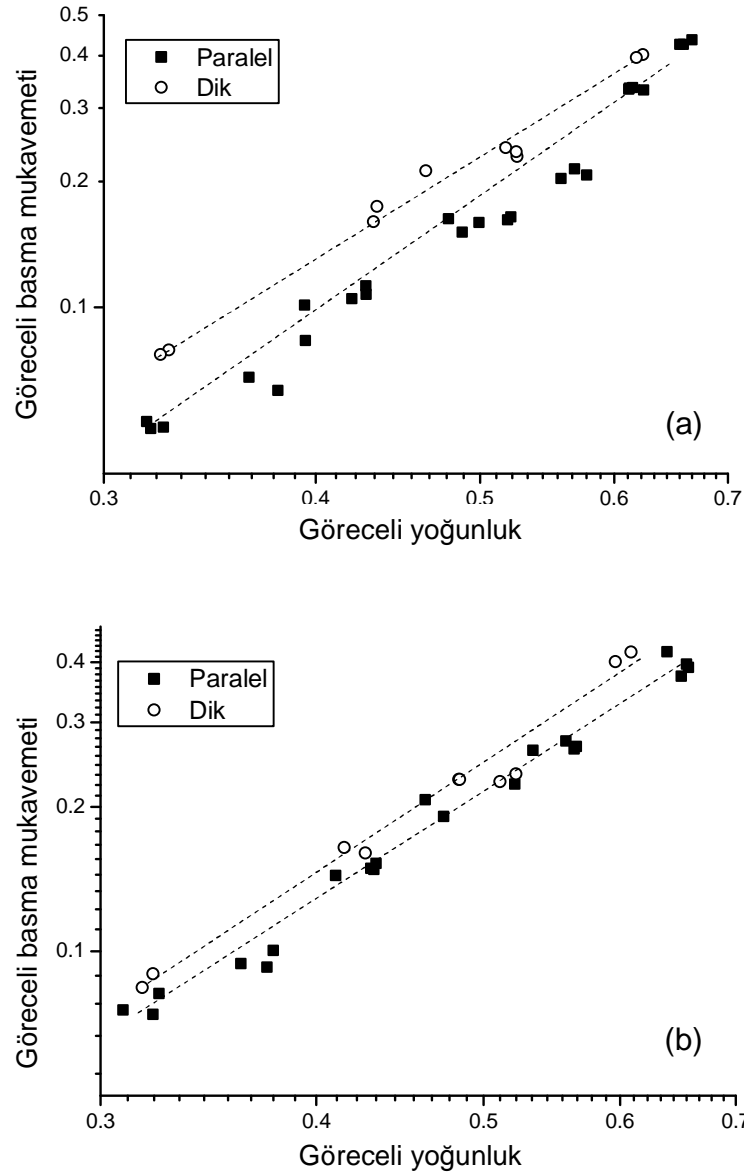 0.5
0.4
0.3
0.2
0.1
Göreceli basma mukavemeti
Paralel
Dik
(a)
0.3 0.4 0.5 0.6 0.7
Göreceli yoğunluk
0.4
0.3
0.2
0.1
Göreceli basma mukavemeti
Paralel
Dik
(b)
0.3 0.4 0.5 0.6 0.7
Göreceli yoğunluk